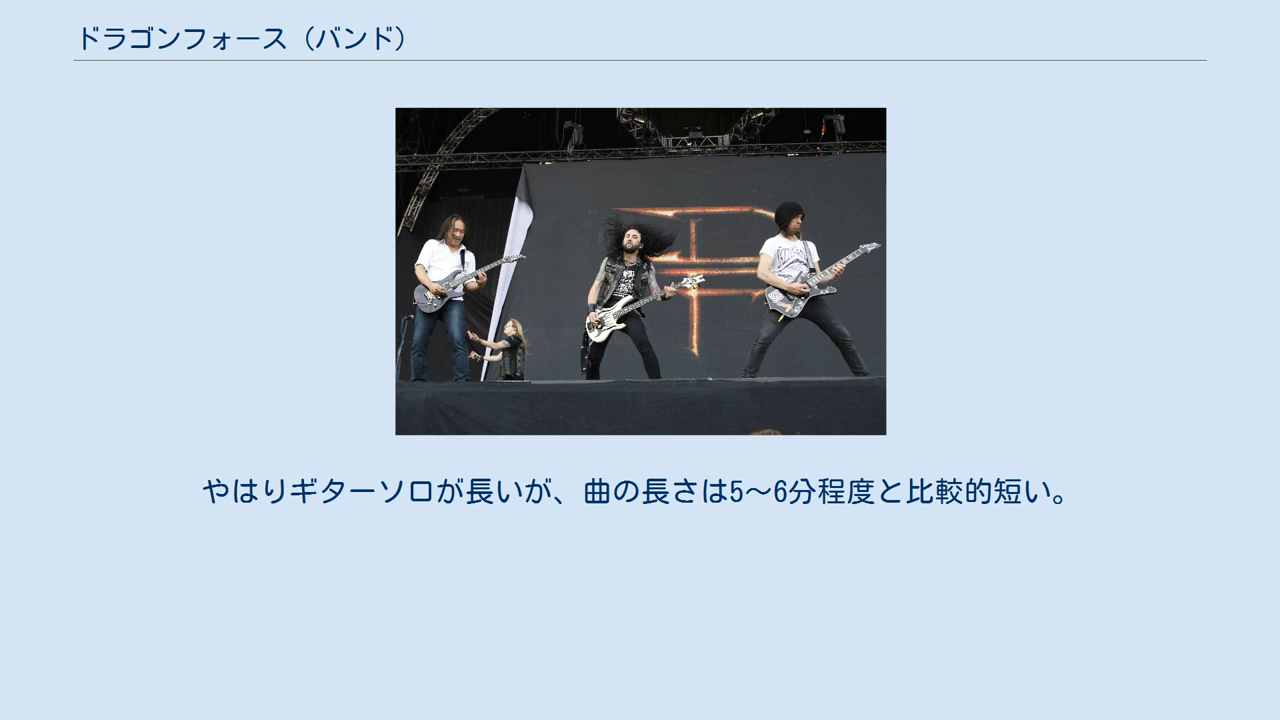 ドラゴンフォース（バンド）
やはりギターソロが長いが、曲の長さは5～6分程度と比較的短い。